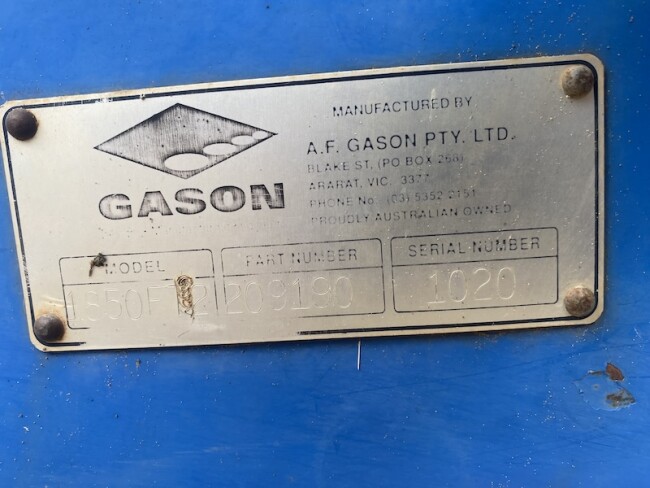 MANUFACTURED BY
A.F. GASON PTY. LTD.
BLAKE ST. (PO BOX 268)
ARARAT, VIC. 3377
PHONE No. (03) 5352 2151
PROUDLY AUSTRALIAN OWNED
GASON
MODEL
PART NUMBER
209190
SERIAL NUMBER
1020